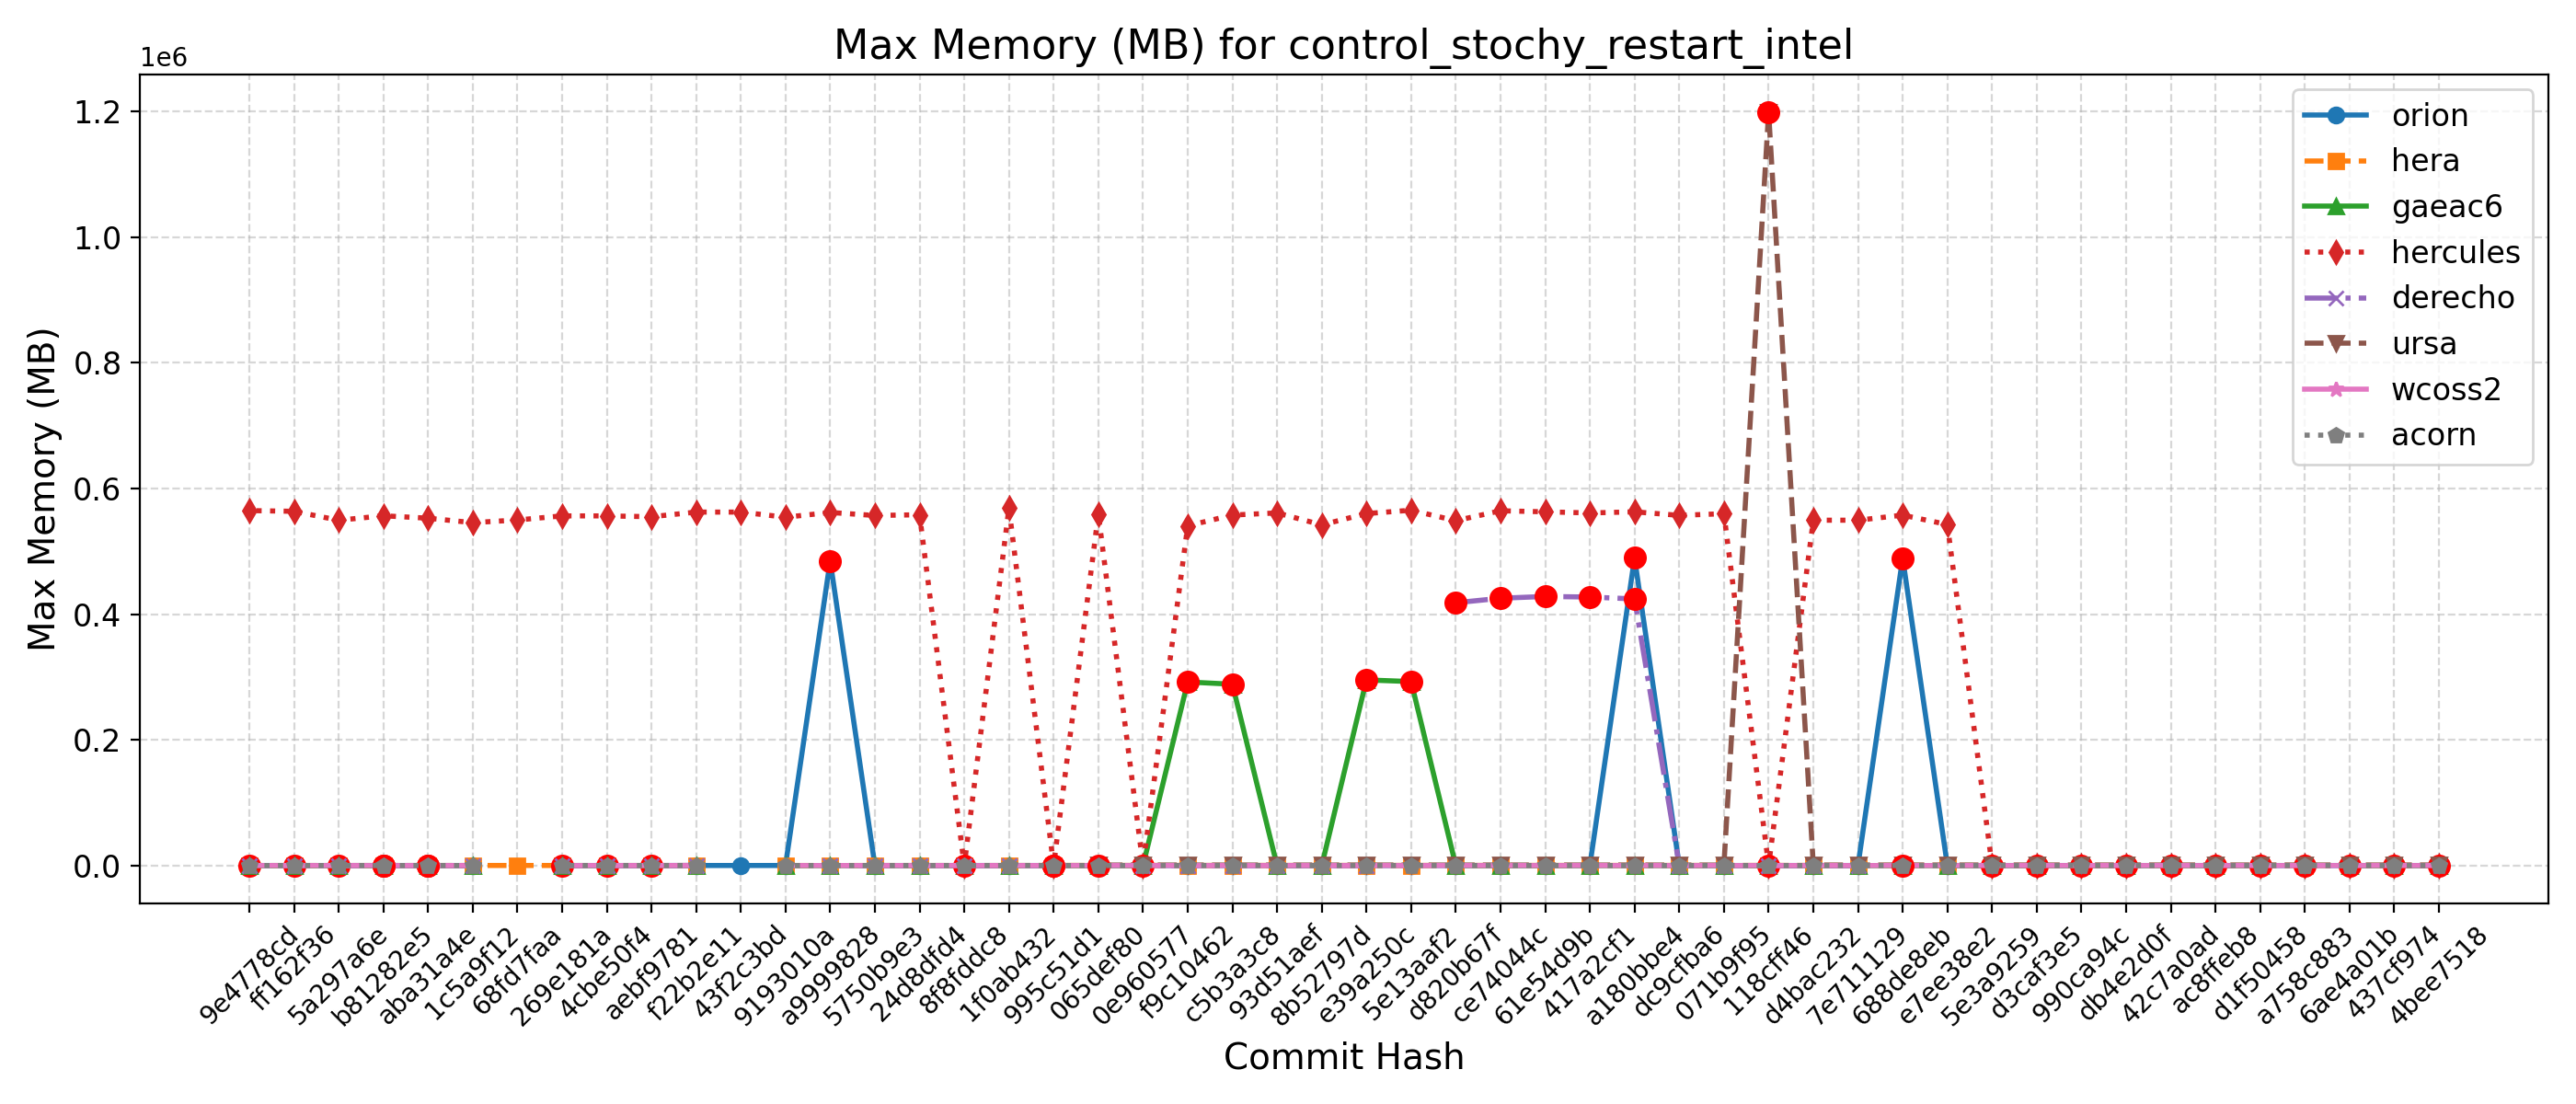 Max Memory (MB) for control_stochy_restart_intel
1e6
1.2
1.0
0.8
0.6
0.4
0.2
0.0
Max Memory (MB)
orion
hera
gaeac6
hercules
derecho
ursa
wcoss2
acorn
9e4778cd
ff162f36
5a297a6e
b81282e5
aba31a4e
1c5a9f12
68fd7faa
269e181a
4cbe50f4
aebf9781
f22b2e11
43f2c3bd
9193010a
a9999828
5750b9e3
24d8dfd4
8f8fddc8
1f0ab432
995c51d1
065def80
0e960577
f9c10462
c5b3a3c8
93d51aef
8b52797d
e39a250c
5e13aaf2
d820b67f
ce74044c
61e54d9b
417a2cf1
a180bbe4
dc9cfba6
071b9f95
118cff46
d4bac232
7e711129
688de8eb
e7ee38e2
5e3a9259
d3caf3e5
990ca94c
db4e2d0f
42c7a0ad
ac8ffeb8
d1f50458
a758c883
6ae4a01b
437cf974
4bee7518
Commit Hash